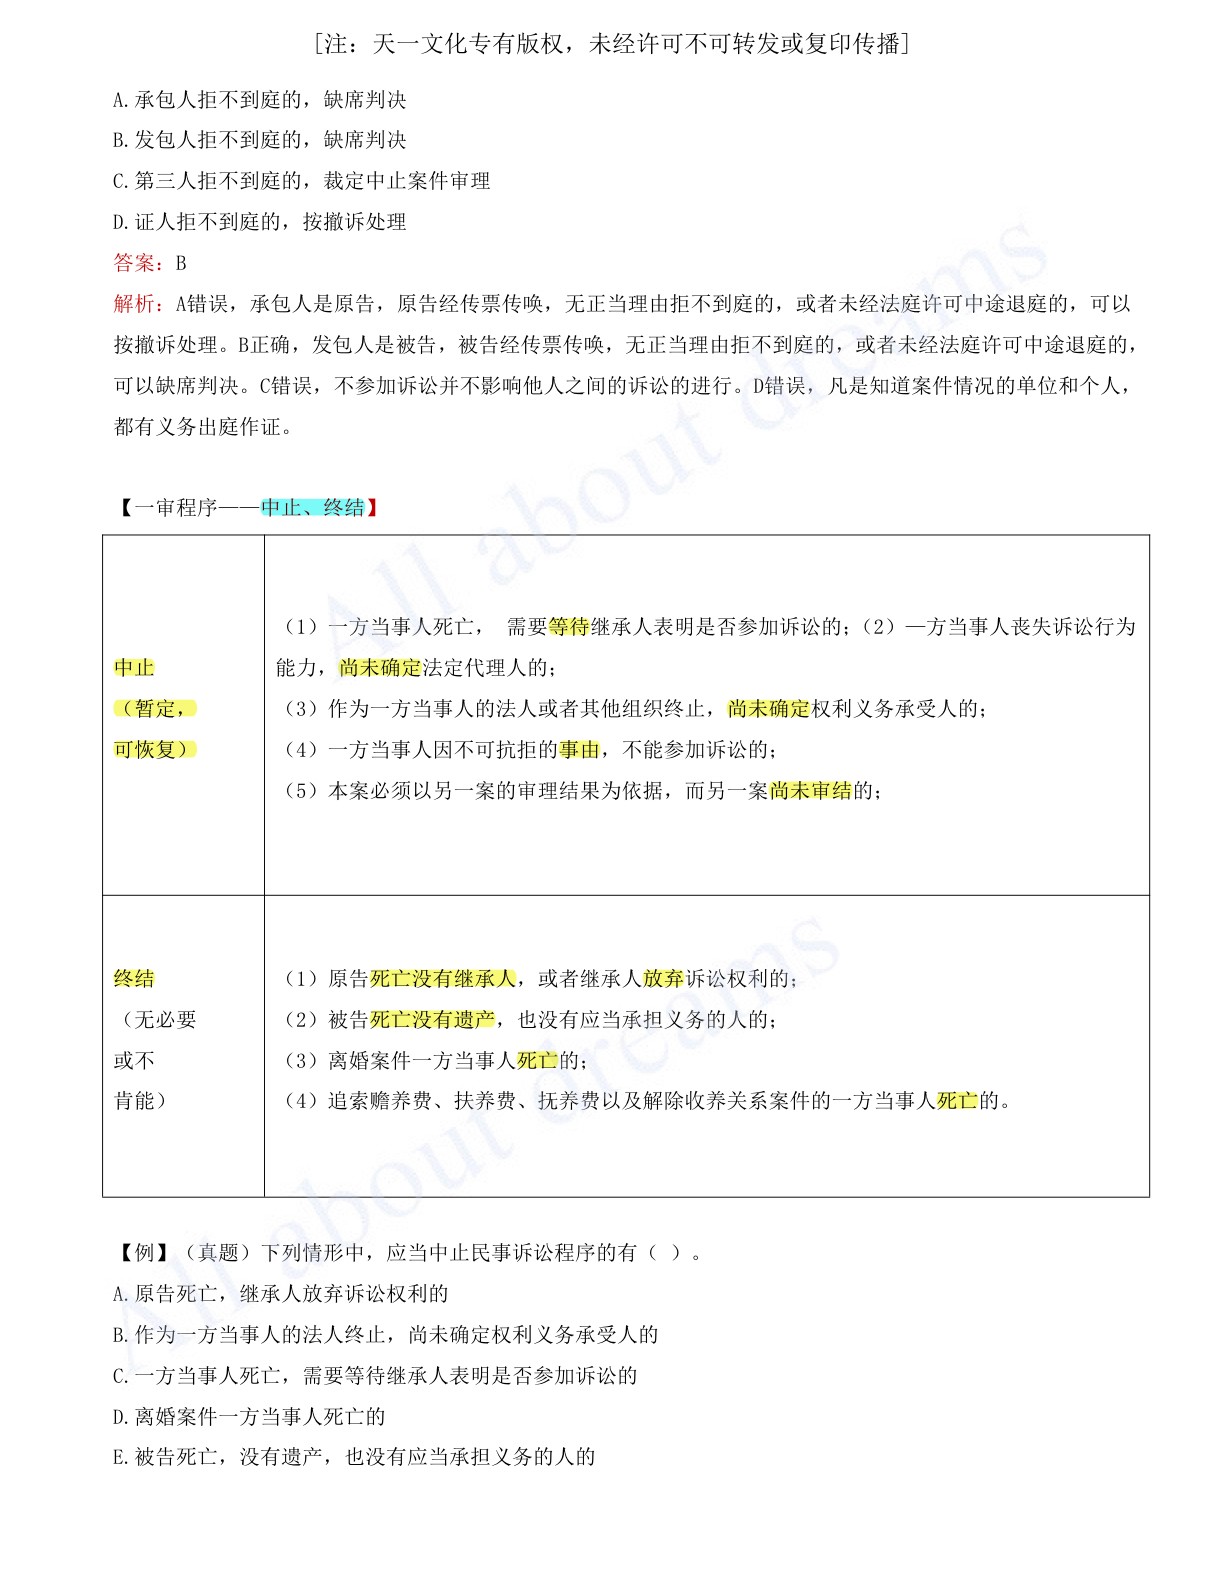 [注：天一文化专有版权，未经许可不可转发或复印传播]
A.承包人拒不到庭的，缺席判决
B.发包人拒不到庭的，缺席判决
C.第三人拒不到庭的，裁定中止案件审理
D.证人拒不到庭的，按撤诉处理
答案：B
解析：A错误，承包人是原告，原告经传票传唤，无正当理由拒不到庭的，或者未经法庭许可中途退庭的，可以
按撤诉处理。B正确，发包人是被告，被告经传票传唤，无正当理由拒不到庭的，或者未经法庭许可中途退庭的，
可以缺席判决。C错误，不参加诉讼并不影响他人之间的诉讼的进行。D错误，凡是知道案件情况的单位和个人，
都有义务出庭作证。
【一审程序——中止、终结】
中止
（暂定，
可恢复）
（1）一方当事人死亡， 需要等待继承人表明是否参加诉讼的；（2）—方当事人丧失诉讼行为
能力，尚未确定法定代理人的；
（3）作为一方当事人的法人或者其他组织终止，尚未确定权利义务承受人的；
（4）一方当事人因不可抗拒的事由，不能参加诉讼的；
（5）本案必须以另一案的审理结果为依据，而另一案尚未审结的；
终结
（无必要
或不
肯能）
（1）原告死亡没有继承人，或者继承人放弃诉讼权利的；
（2）被告死亡没有遗产，也没有应当承担义务的人的；
（3）离婚案件一方当事人死亡的；
（4）追索赡养费、扶养费、抚养费以及解除收养关系案件的一方当事人死亡的。
【例】（真题）下列情形中，应当中止民事诉讼程序的有（ ）。
A.原告死亡，继承人放弃诉讼权利的
B.作为一方当事人的法人终止，尚未确定权利义务承受人的
C.一方当事人死亡，需要等待继承人表明是否参加诉讼的
D.离婚案件一方当事人死亡的
E.被告死亡，没有遗产，也没有应当承担义务的人的
All about dreams
All about dreams